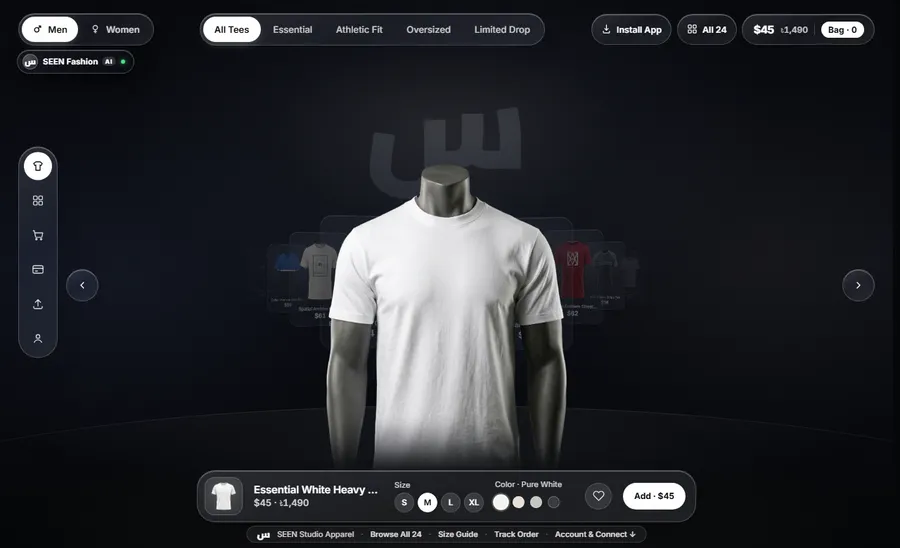 Men
Women
All Tees
Essential
Athletic Fit
Oversized
Limited Drop
Install App
All 24
$45 ৳1,490
Bag · 0
س SEEN Fashion AI
س
$61
$62
Essential White Heavy ...
$45 · ৳1,490
Size
S M L XL
Color · Pure White
Add · $45
س SEEN Studio Apparel · Browse All 24 · Size Guide · Track Order · Account & Connect ↓